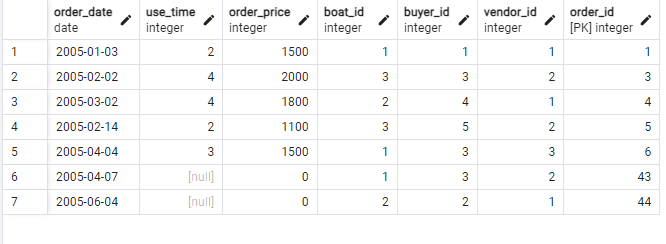 order_date use_time order_price boat_id buyer_id vendor_id order_id
date integer integer integer integer integer [PK] integer
1 2005-01-03 2 1500 1 1 1 1
2 2005-02-02 4 2000 3 3 2 3
3 2005-03-02 4 1800 2 4 1 4
4 2005-02-14 2 1100 3 5 2 5
5 2005-04-04 3 1500 1 3 3 6
6 2005-04-07 [null] 0 1 3 2 43
7 2005-06-04 [null] 0 2 2 1 44